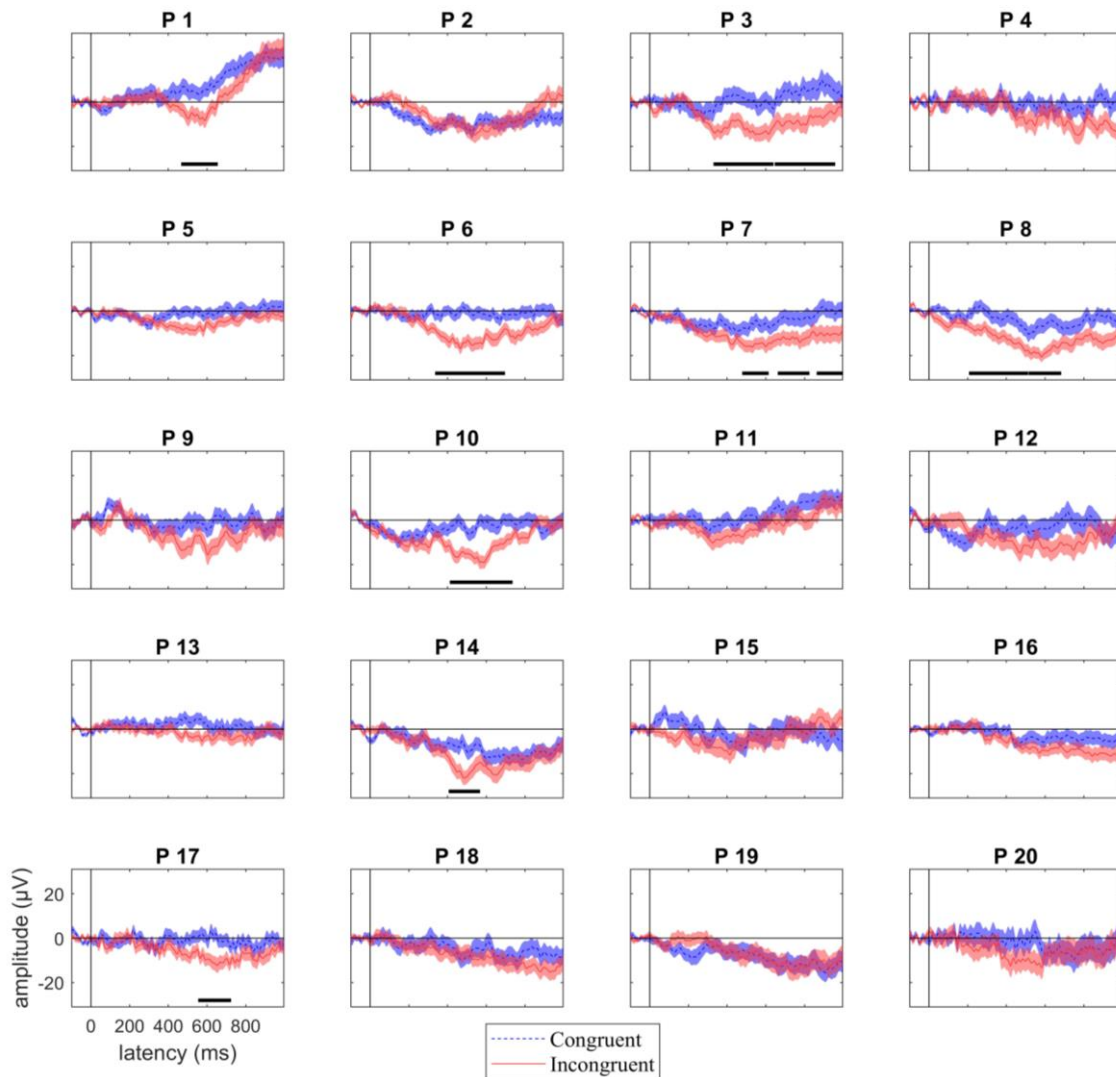 P 1
P 2
P 3
P 4
P 5
P 6
P 7
P 8
P 9
P 10
P 11
P 12
P 13
P 14
P 15
P 16
P 17
P 18
P 19
P 20
amplitude (µV)
20
0
-20
0 200 400 600 800
latency (ms)
Congruent
Incongruent